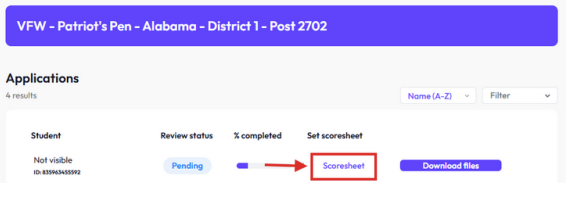 VFW - Patriot's Pen - Alabama - District 1 - Post 2702
Applications
4 results
Name (A-Z)
Filter
Student
Review status
% completed
Set scoresheet
Not visible
Pending
Scoresheet
Download files
ID: 835963455592